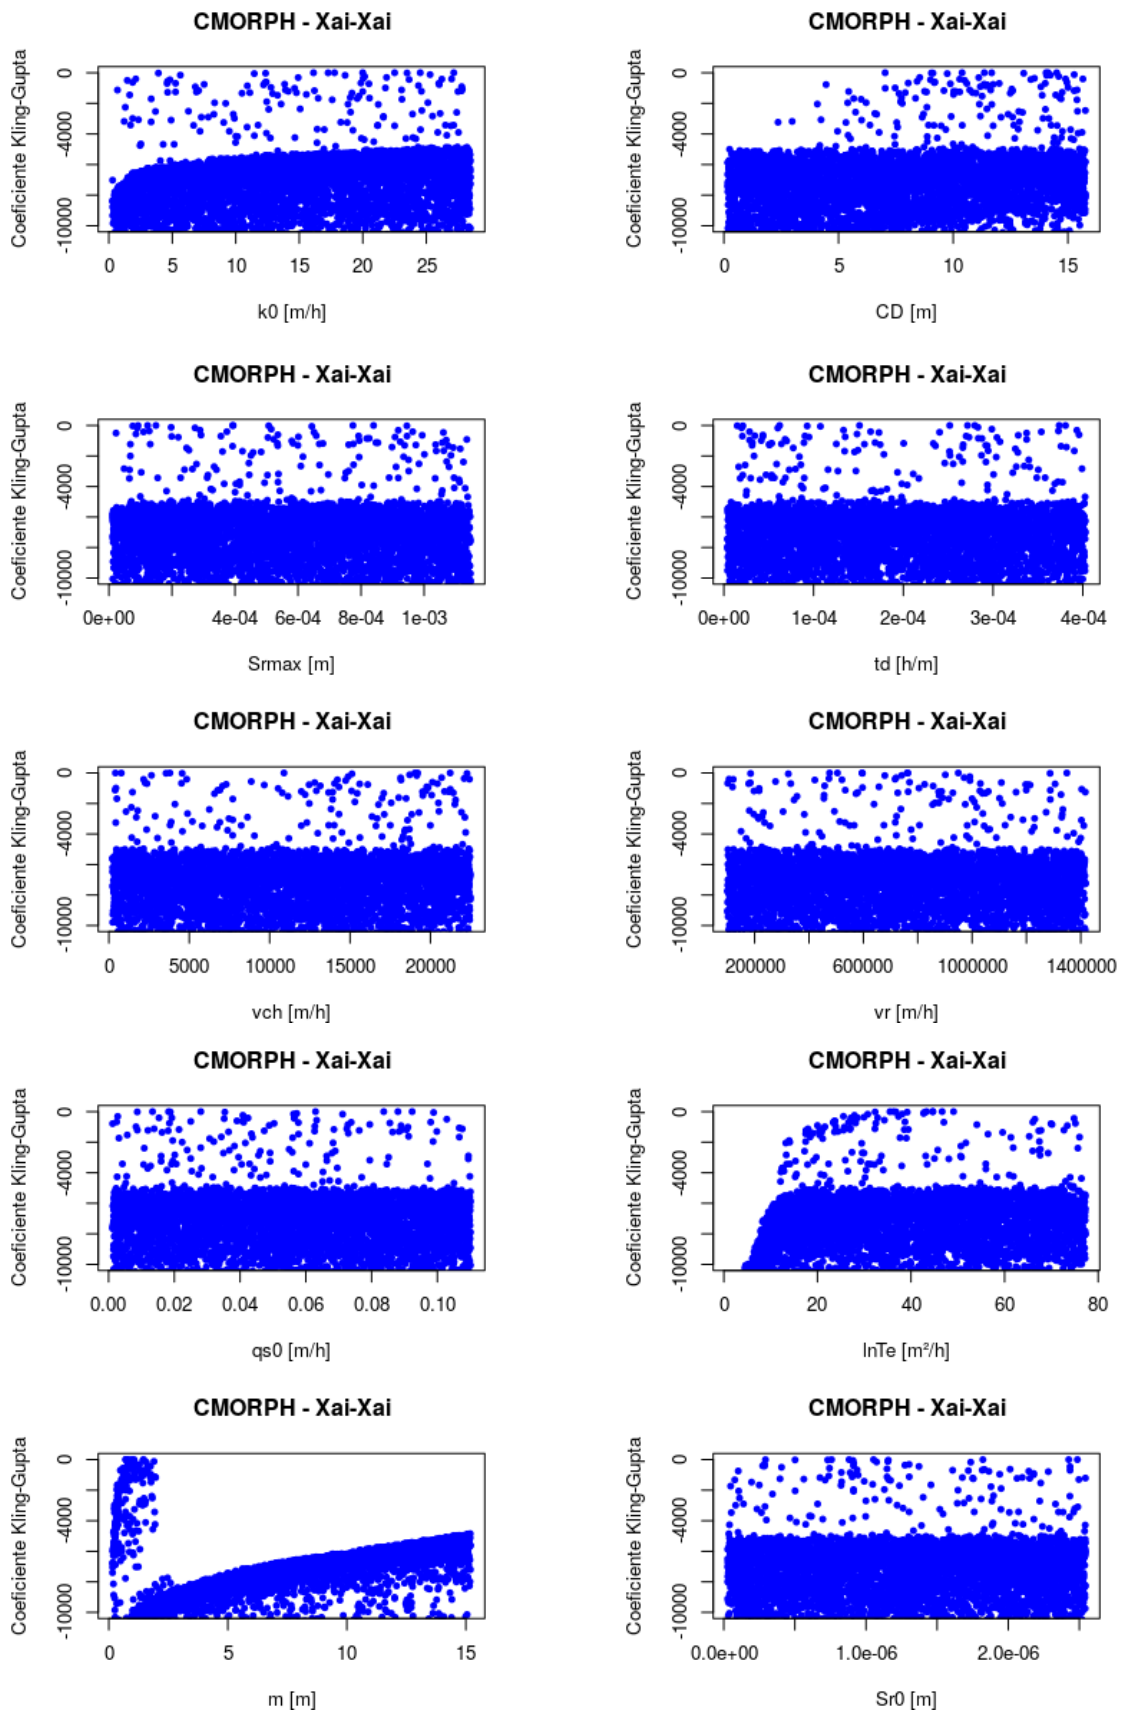 CMORPH - Xai-Xai
Coeficiente Kling-Gupta
0
-4000
-10000
0 5 10 15 20 25
k0 [m/h]
CMORPH - Xai-Xai
Coeficiente Kling-Gupta
0
-4000
-10000
0 5 10 15
CD [m]
CMORPH - Xai-Xai
Coeficiente Kling-Gupta
0
-4000
-10000
0e+00 4e-04 6e-04 8e-04 1e-03
Srmax [m]
CMORPH - Xai-Xai
Coeficiente Kling-Gupta
0
-4000
-10000
0e+00 1e-04 2e-04 3e-04 4e-04
td [h/m]
CMORPH - Xai-Xai
Coeficiente Kling-Gupta
0
-4000
-10000
0 5000 10000 15000 20000
vch [m/h]
CMORPH - Xai-Xai
Coeficiente Kling-Gupta
0
-4000
-10000
200000 600000 1000000 1400000
vr [m/h]
CMORPH - Xai-Xai
Coeficiente Kling-Gupta
0
-4000
-10000
0.00 0.02 0.04 0.06 0.08 0.10
qs0 [m/h]
CMORPH - Xai-Xai
Coeficiente Kling-Gupta
0
-4000
-10000
0 20 40 60 80
lnTe [m²/h]
CMORPH - Xai-Xai
Coeficiente Kling-Gupta
0
-4000
-10000
0 5 10 15
m [m]
CMORPH - Xai-Xai
Coeficiente Kling-Gupta
0
-4000
-10000
0.0e+00 1.0e-06 2.0e-06
Sr0 [m]